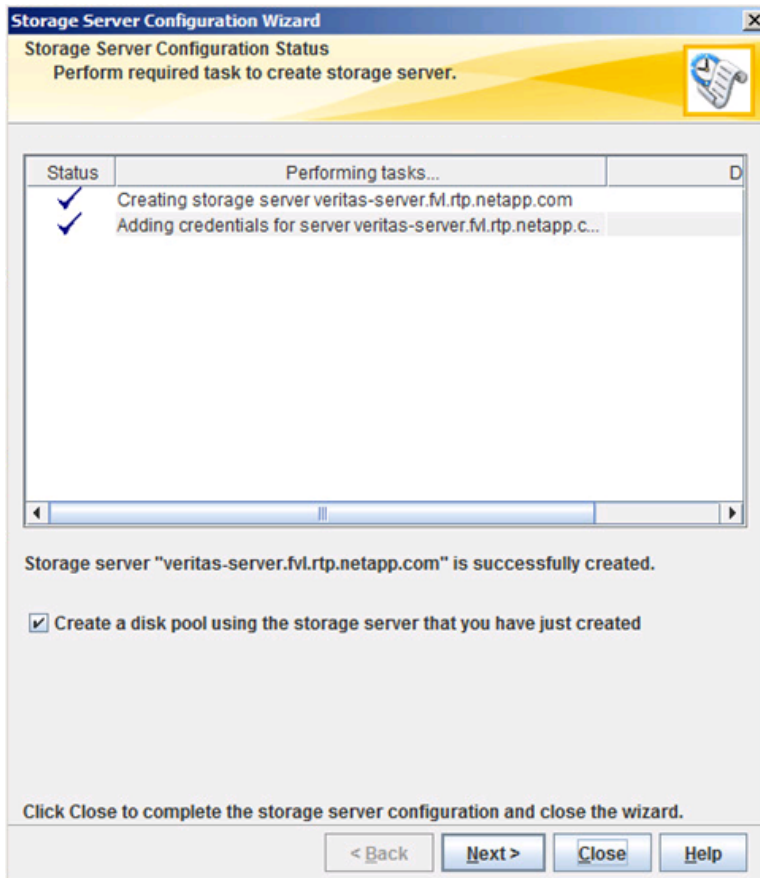 Storage Server Configuration Wizard
Storage Server Configuration Status
Perform required task to create storage server.
Status Performing tasks... D
Creating storage server veritas-server.fvl.rtp.netapp.com
Adding credentials for server veritas-server.fvl.rtp.netapp.c...
Storage server "veritas-server.fvl.rtp.netapp.com" is successfully created.
Create a disk pool using the storage server that you have just created
Click Close to complete the storage server configuration and close the wizard.
< Back Next > Close Help